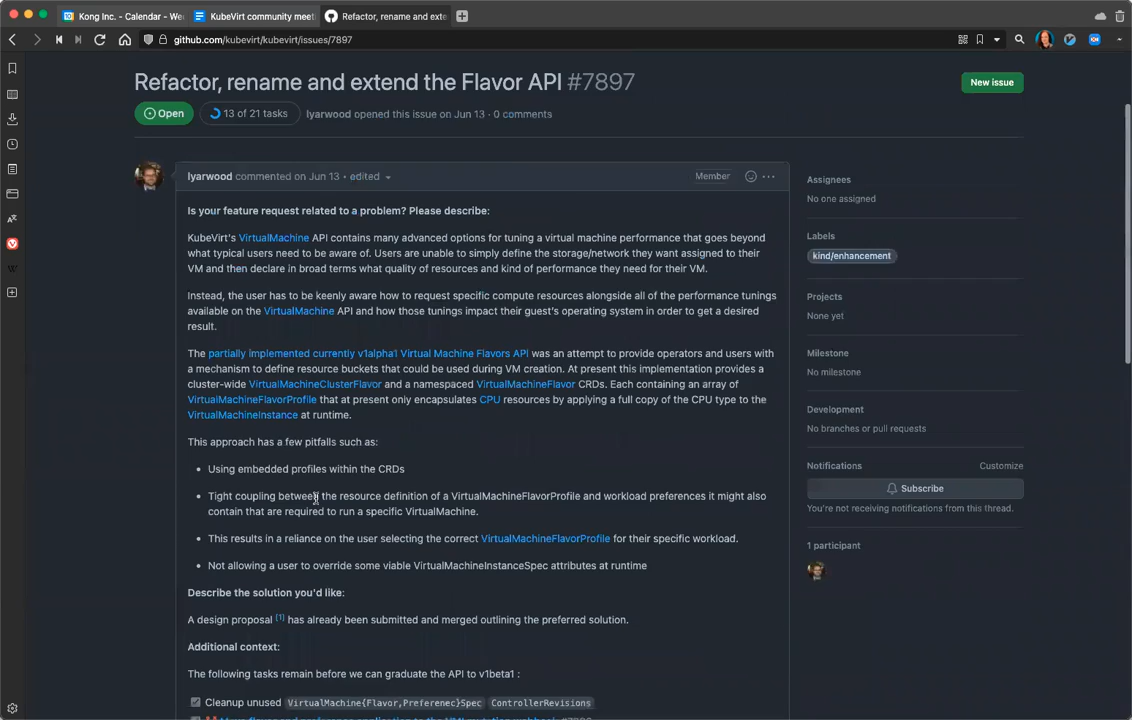 Kong Inc. - Calendar - We
KubeVirt community meet
Refactor, rename and exte
github.com/kubevirt/kubevirt/issues/7897
Refactor, rename and extend the Flavor API #7897
New issue
Open
13 of 21 tasks
lyarwood opened this issue on Jun 13 · 0 comments
lyarwood commented on Jun 13 • edited
Member
Is your feature request related to a problem? Please describe:
KubeVirt's VirtualMachine API contains many advanced options for tuning a virtual machine performance that goes beyond
what typical users need to be aware of. Users are unable to simply define the storage/network they want assigned to their
VM and then declare in broad terms what quality of resources and kind of performance they need for their VM.
Instead, the user has to be keenly aware how to request specific compute resources alongside all of the performance tunings
available on the VirtualMachine API and how those tunings impact their guest's operating system in order to get a desired
result.
The partially implemented currently v1alpha1 Virtual Machine Flavors API was an attempt to provide operators and users with
a mechanism to define resource buckets that could be used during VM creation. At present this implementation provides a
cluster-wide VirtualMachineClusterFlavor and a namespaced VirtualMachineFlavor CRDs. Each containing an array of
VirtualMachineFlavorProfile that at present only encapsulates CPU resources by applying a full copy of the CPU type to the
VirtualMachineInstance at runtime.
This approach has a few pitfalls such as:
• Using embedded profiles within the CRDs
• Tight coupling between the resource definition of a VirtualMachineFlavorProfile and workload preferences it might also
contain that are required to run a specific VirtualMachine.
• This results in a reliance on the user selecting the correct VirtualMachineFlavorProfile for their specific workload.
• Not allowing a user to override some viable VirtualMachineInstanceSpec attributes at runtime
Describe the solution you'd like:
A design proposal [1] has already been submitted and merged outlining the preferred solution.
Additional context:
The following tasks remain before we can graduate the API to v1beta1 :
Cleanup unused VirtualMachine{Flavor,Preferenec}Spec ControllerRevisions
Assignees
No one assigned
Labels
kind/enhancement
Projects
None yet
Milestone
No milestone
Development
No branches or pull requests
Notifications
Customize
Subscribe
You're not receiving notifications from this thread.
1 participant